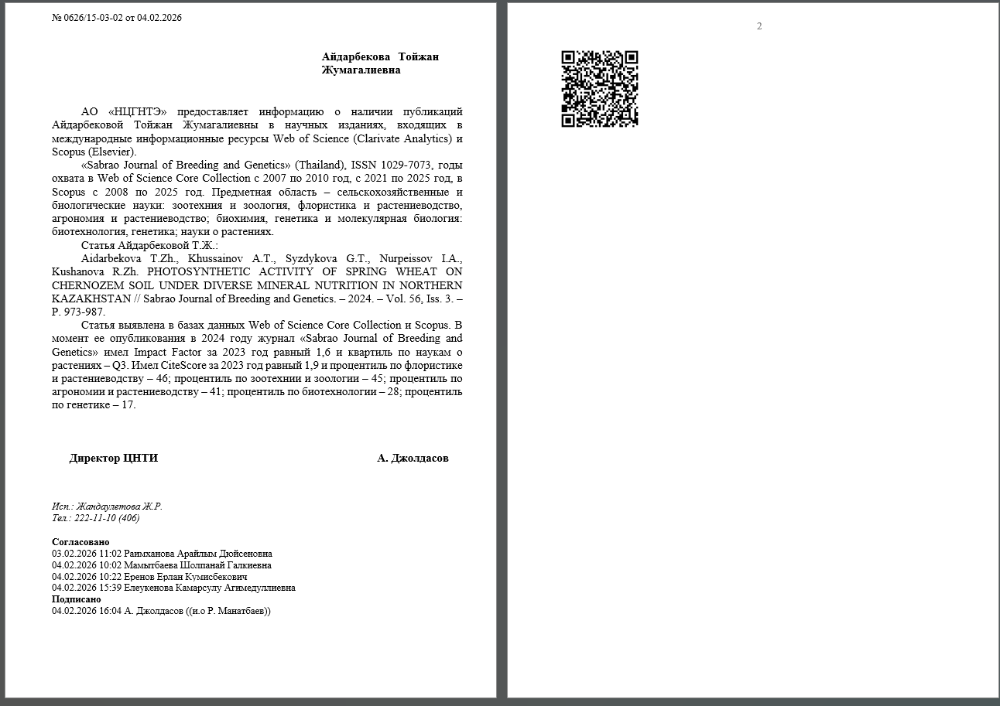 № 0626/15-03-02 от 04.02.2026
Айдарбекова Тойжан
Жумагалиевна
АО «НЦГНТЭ» предоставляет информацию о наличии публикаций
Айдарбековой Тойжан Жумагалиевны в научных изданиях, входящих в
международные информационные ресурсы Web of Science (Clarivate Analytics) и
Scopus (Elsevier).
«Sabrao Journal of Breeding and Genetics» (Thailand), ISSN 1029-7073, годы
охвата в Web of Science Core Collection с 2007 по 2010 год, с 2021 по 2025 год, в
Scopus с 2008 по 2025 год. Предметная область – сельскохозяйственные и
биологические науки: зоотехния и зоология, флористика и растениеводство,
агрономия и растениеводство; биохимия, генетика и молекулярная биология:
биотехнология, генетика; науки о растениях.
Статья Айдарбековой Т.Ж.:
Aidarbekova T.Zh., Khussainov A.T., Syzdykova G.T., Nurpeissov I.A.,
Kushanova R.Zh. PHOTOSYNTHETIC ACTIVITY OF SPRING WHEAT ON
CHERNOZEM SOIL UNDER DIVERSE MINERAL NUTRITION IN NORTHERN
KAZAKHSTAN // Sabrao Journal of Breeding and Genetics. – 2024. – Vol. 56, Iss. 3. –
P. 973-987.
Статья выявлена в базах данных Web of Science Core Collection и Scopus. В
момент ее опубликования в 2024 году журнал «Sabrao Journal of Breeding and
Genetics» имел Impact Factor за 2023 год равный 1,6 и квартиль по наукам о
растениях – Q3. Имел CiteScore за 2023 год равный 1,9 и процентиль по флористике
и растениеводству – 46; процентиль по зоотехнии и зоологии – 45; процентиль по
агрономии и растениеводству – 41; процентиль по биотехнологии – 28; процентиль
по генетике – 17.
Директор ЦНТИ А. Джолдасов
Исп.: Жандаулетова Ж.Р.
Тел.: 222-11-10 (406)
Согласовано
03.02.2026 11:02 Раимханова Арайлым Дюйсеновна
04.02.2026 10:02 Мамытбаева Шолпанай Галкиевна
04.02.2026 10:22 Еренов Ерлан Кумисбекович
04.02.2026 15:39 Елеукенова Камарсулу Агимедуллиевна
Подписано
04.02.2026 16:04 А. Джолдасов ((и.о Р. Манатбаев))
2